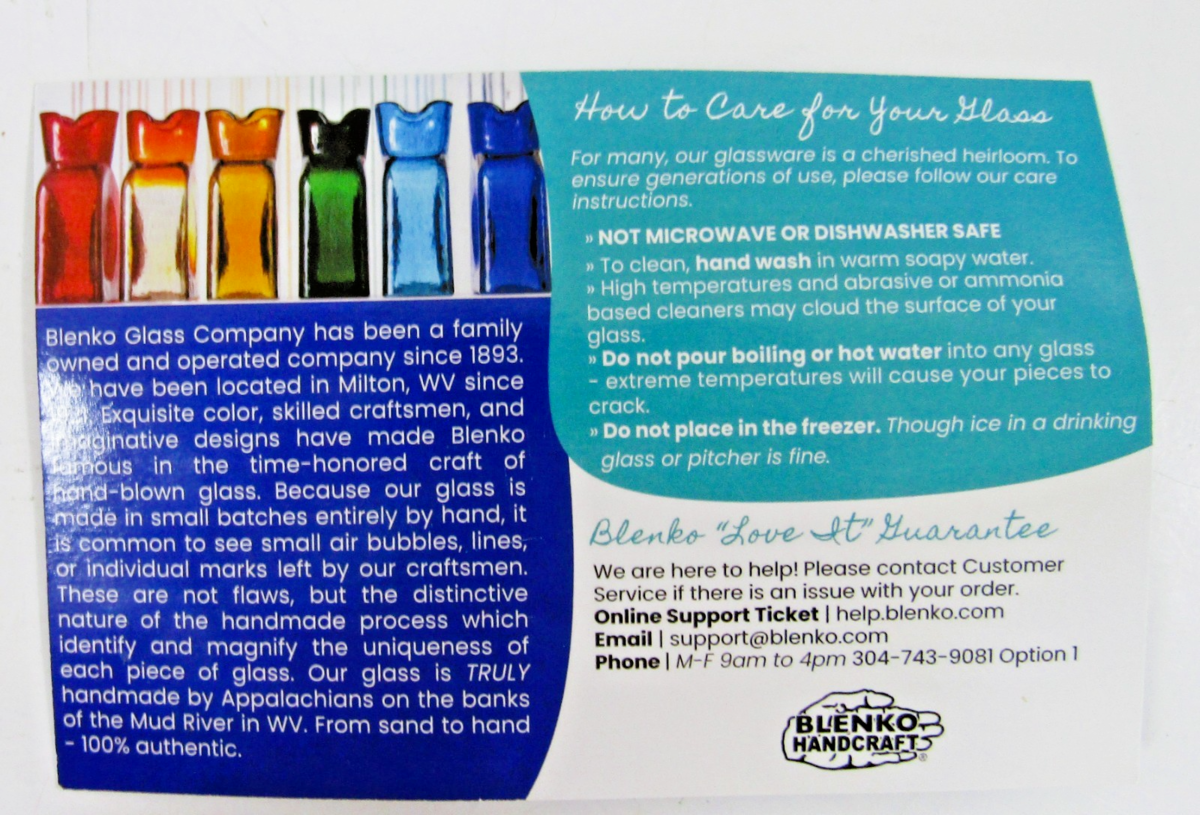 Blenko Glass Company has been a family
owned and operated company since 1893.
We have been located in Milton, WV since
Exquisite color, skilled craftsmen, and
imaginative designs have made Blenko
famous in the time-honored craft of
hand-blown glass. Because our glass is
made in small batches entirely by hand, it
is common to see small air bubbles, lines,
or individual marks left by our craftsmen.
These are not flaws, but the distinctive
nature of the handmade process which
identify and magnify the uniqueness of
each piece of glass. Our glass is TRULY
handmade by Appalachians on the banks
of the Mud River in WV. From sand to hand
- 100% authentic.
How to Care for Your Glass
For many, our glassware is a cherished heirloom. To
ensure generations of use, please follow our care
instructions.
» NOT MICROWAVE OR DISHWASHER SAFE
» To clean, hand wash in warm soapy water.
» High temperatures and abrasive or ammonia
based cleaners may cloud the surface of your
glass.
» Do not pour boiling or hot water into any glass
- extreme temperatures will cause your pieces to
crack.
» Do not place in the freezer. Though ice in a drinking
glass or pitcher is fine.
Blenko "Love It" Guarantee
We are here to help! Please contact Customer
Service if there is an issue with your order.
Online Support Ticket | help.blenko.com
Email | support@blenko.com
Phone | M-F 9am to 4pm 304-743-9081 Option 1
BLENKO
HANDCRAFT®